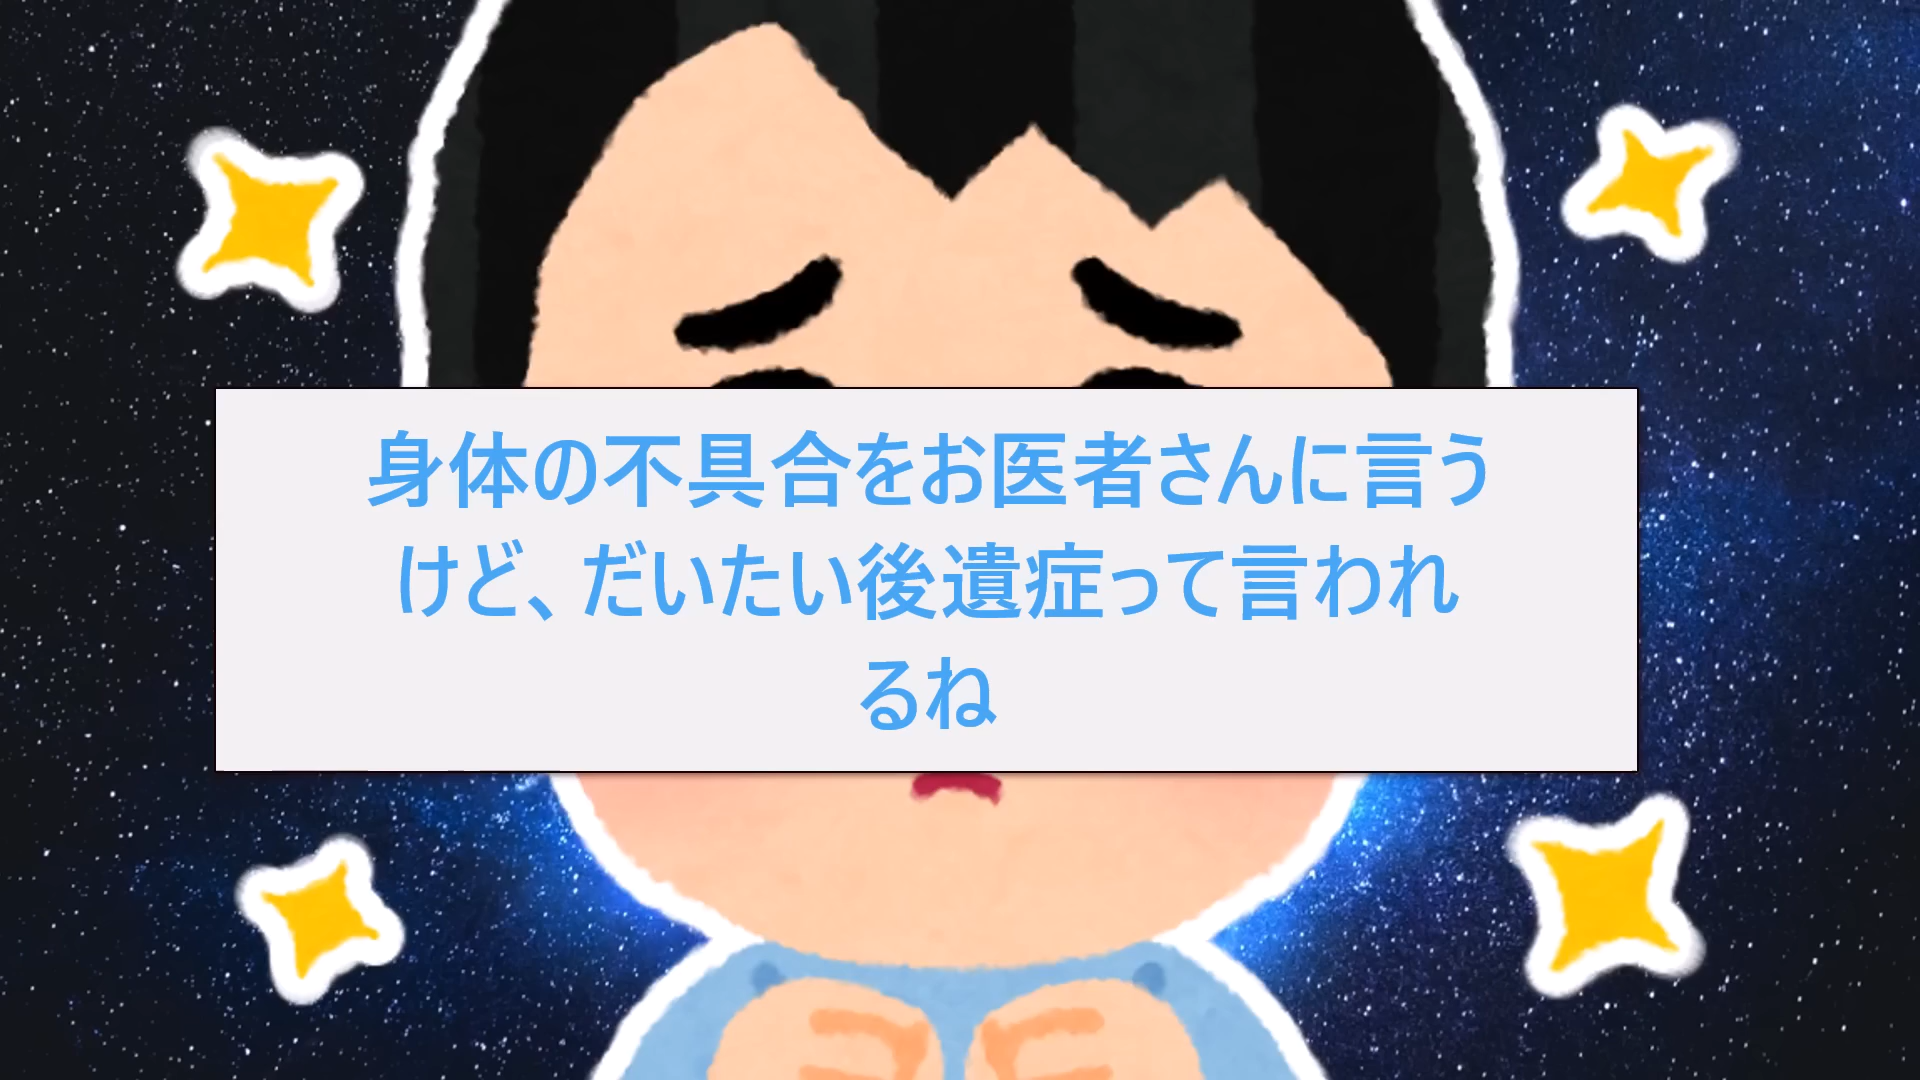 身体の不具合をお医者さんに言う
けど、だいたい後遺症って言われ
るね